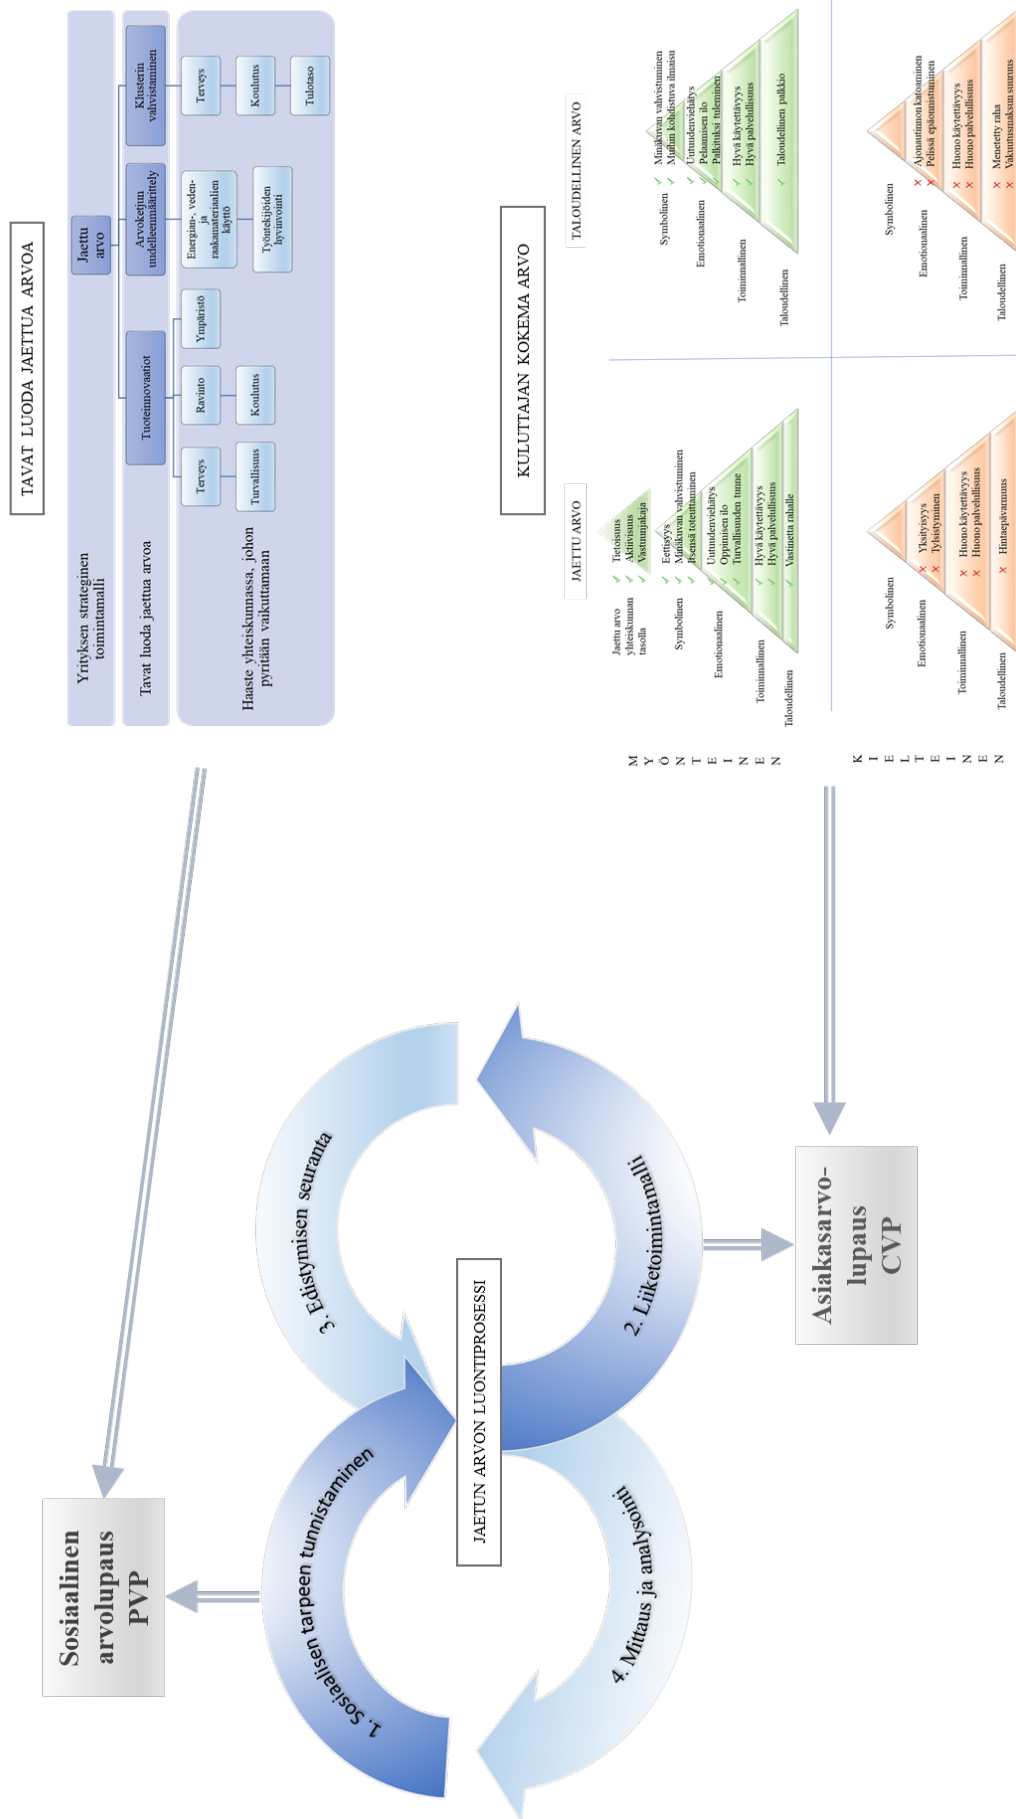 Sosiaalinen
arvolupaus
PVP
1. Sosiaalisen tarpeen tunnistaminen
3. Edistymisen seuranta
JAETUN ARVON LUONTIPROSESSI
4. Mittaus ja analysointi
2. Liiketoimintamalli
Asiakasarvo-
lupaus
CVP
TAVAT LUODA JAETTUA ARVOA
Yrityksen strateginen
toimintamalli
Jaettu
arvo
Tavat luoda jaettua arvoa
Tuoteinnovaatiot
Arvoketjun
uudelleenmäärittely
Klusterin
vahvistaminen
Haaste yhteiskunnassa, johon
pyritään vaikuttamaan
Terveys
Turvallisuus
Ravinto
Koulutus
Ympäristö
Energian-, veden-
ja
raakamateriaalien
käyttö
Työntekijöiden
hyvinvointi
Terveys
Koulutus
Tulotaso
KULUTTAJAN KOKEMA ARVO
JAETTU ARVO
TALOUDELLINEN ARVO
MYÖNTEINEN
Jaettu arvo
yhteiskunnan
tasolla
✓ Tietoisuus
✓ Aktiivisuus
✓ Vastuunjakaja
Symbolinen
✓ Eettisyys
✓ Minäkuvan vahvistuminen
✓ Itsensä toteuttaminen
Emotionaalinen
✓ Uutuudenviehätys
✓ Oppimisen ilo
✓ Turvallisuuden tunne
Toiminnallinen
✓ Hyvä käytettävyys
✓ Hyvä palvelullisuus
Taloudellinen
✓ Vastinetta rahalle
Symbolinen
✓ Minäkuvan vahvistuminen
✓ Muihin kohdistuva ilmaisu
Emotionaalinen
✓ Uutuudenviehätys
✓ Pelaamisen ilo
✓ Palkituksi tuleminen
Toiminnallinen
✓ Hyvä käytettävyys
✓ Hyvä palvelullisuus
Taloudellinen
✓ Taloudellinen palkkio
KIELTEINEN
Symbolinen
Emotionaalinen
× Yksityisyys
× Tylsistyminen
Toiminnallinen
× Huono käytettävyys
× Huono palvelullisuus
Taloudellinen
× Hintaepävarmuus
Symbolinen
Emotionaalinen
× Ajonautinnon katoaminen
× Pelissä epäonnistuminen
Toiminnallinen
× Huono käytettävyys
× Huono palvelullisuus
Taloudellinen
× Menetetty raha
× Vakuutusmaksun suuruus